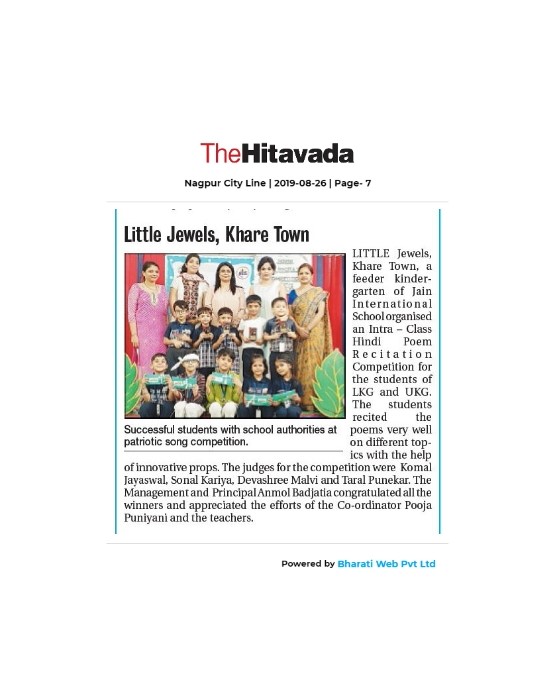 TheHitavada
Nagpur City Line | 2019-08-26 | Page- 7
Little Jewels, Khare Town
LITTLE Jewels,
Khare Town, a
feeder kinder-
garten of Jain
International
School organised
an Intra – Class
Hindi Poem
Recitation
Competition for
the students of
LKG and UKG.
The students
recited the
poems very well
on different top-
ics with the help
of innovative props. The judges for the competition were Komal
Jayaswal, Sonal Kariya, Devashree Malvi and Taral Punekar. The
Management and Principal Anmol Badjatia congratulated all the
winners and appreciated the efforts of the Co-ordinator Pooja
Puniyani and the teachers.
Successful students with school authorities at
patriotic song competition.
Powered by Bharati Web Pvt Ltd